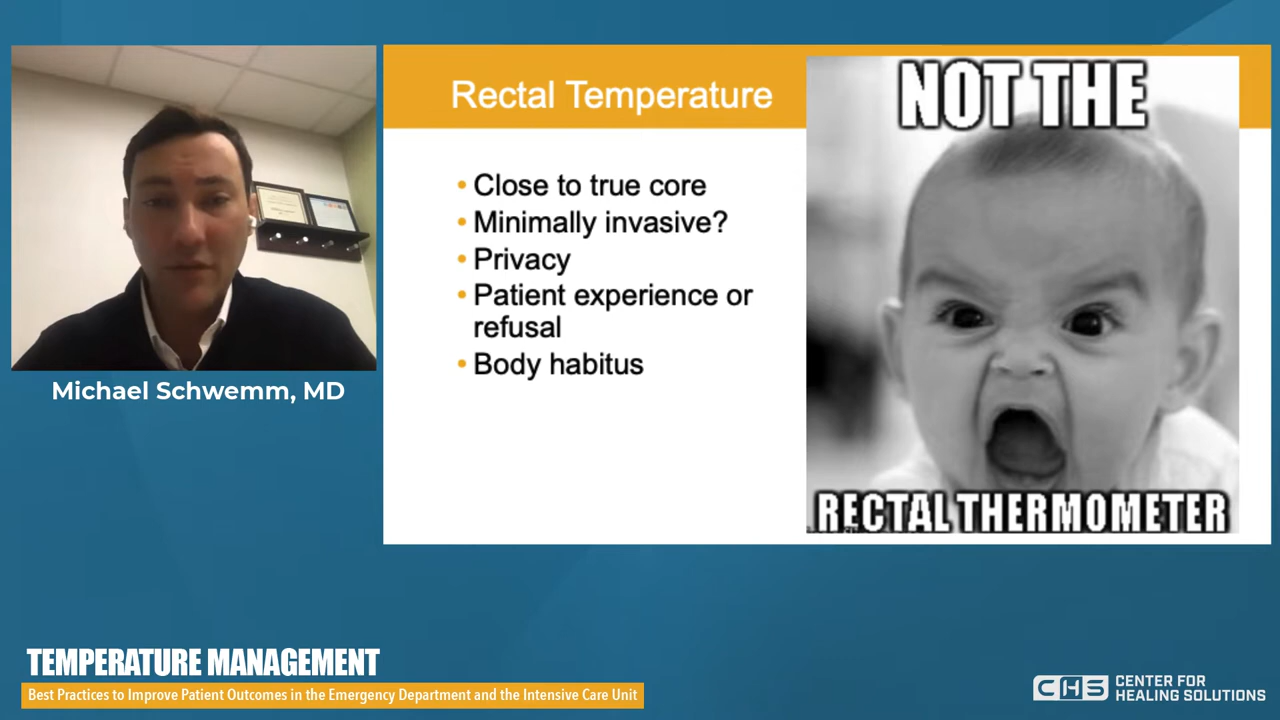 Rectal Temperature
• Close to true core
• Minimally invasive?
• Privacy
• Patient experience or
refusal
• Body habitus
NOT THE
RECTAL THERMOMETER
Michael Schwemm, MD
TEMPERATURE MANAGEMENT
Best Practices to Improve Patient Outcomes in the Emergency Department and the Intensive Care Unit
CHS
CENTER FOR
HEALING SOLUTIONS